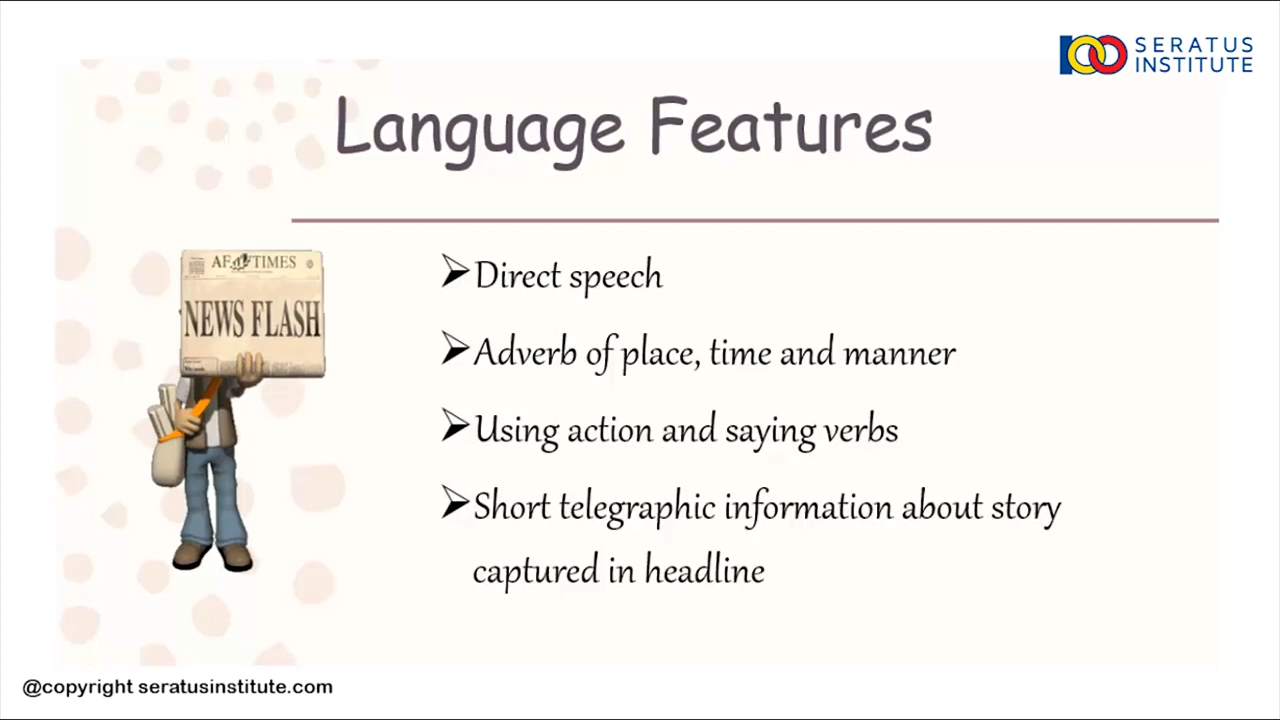 SERATUS
INSTITUTE
Language Features
AF TIMES
NEWS FLASH
➢Direct speech
➢Adverb of place, time and manner
➢Using action and saying verbs
➢Short telegraphic information about story
captured in headline
@copyright seratusinstitute.com